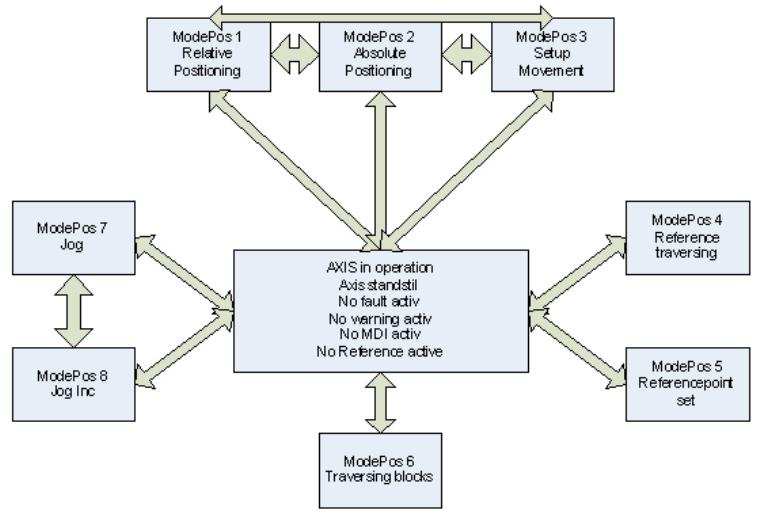 ModePos 1
Relative
Positioning
ModePos 2
Absolute
Positioning
ModePos 3
Setup
Movement
ModePos 7
Jog
ModePos 4
Reference
traversing
AXIS in operation
Axis standstil
No fault activ
No warning activ
No MDI activ
No Reference active
ModePos 8
Jog Inc
ModePos 5
Referencepoint
set
ModePos 6
Traversing blocks